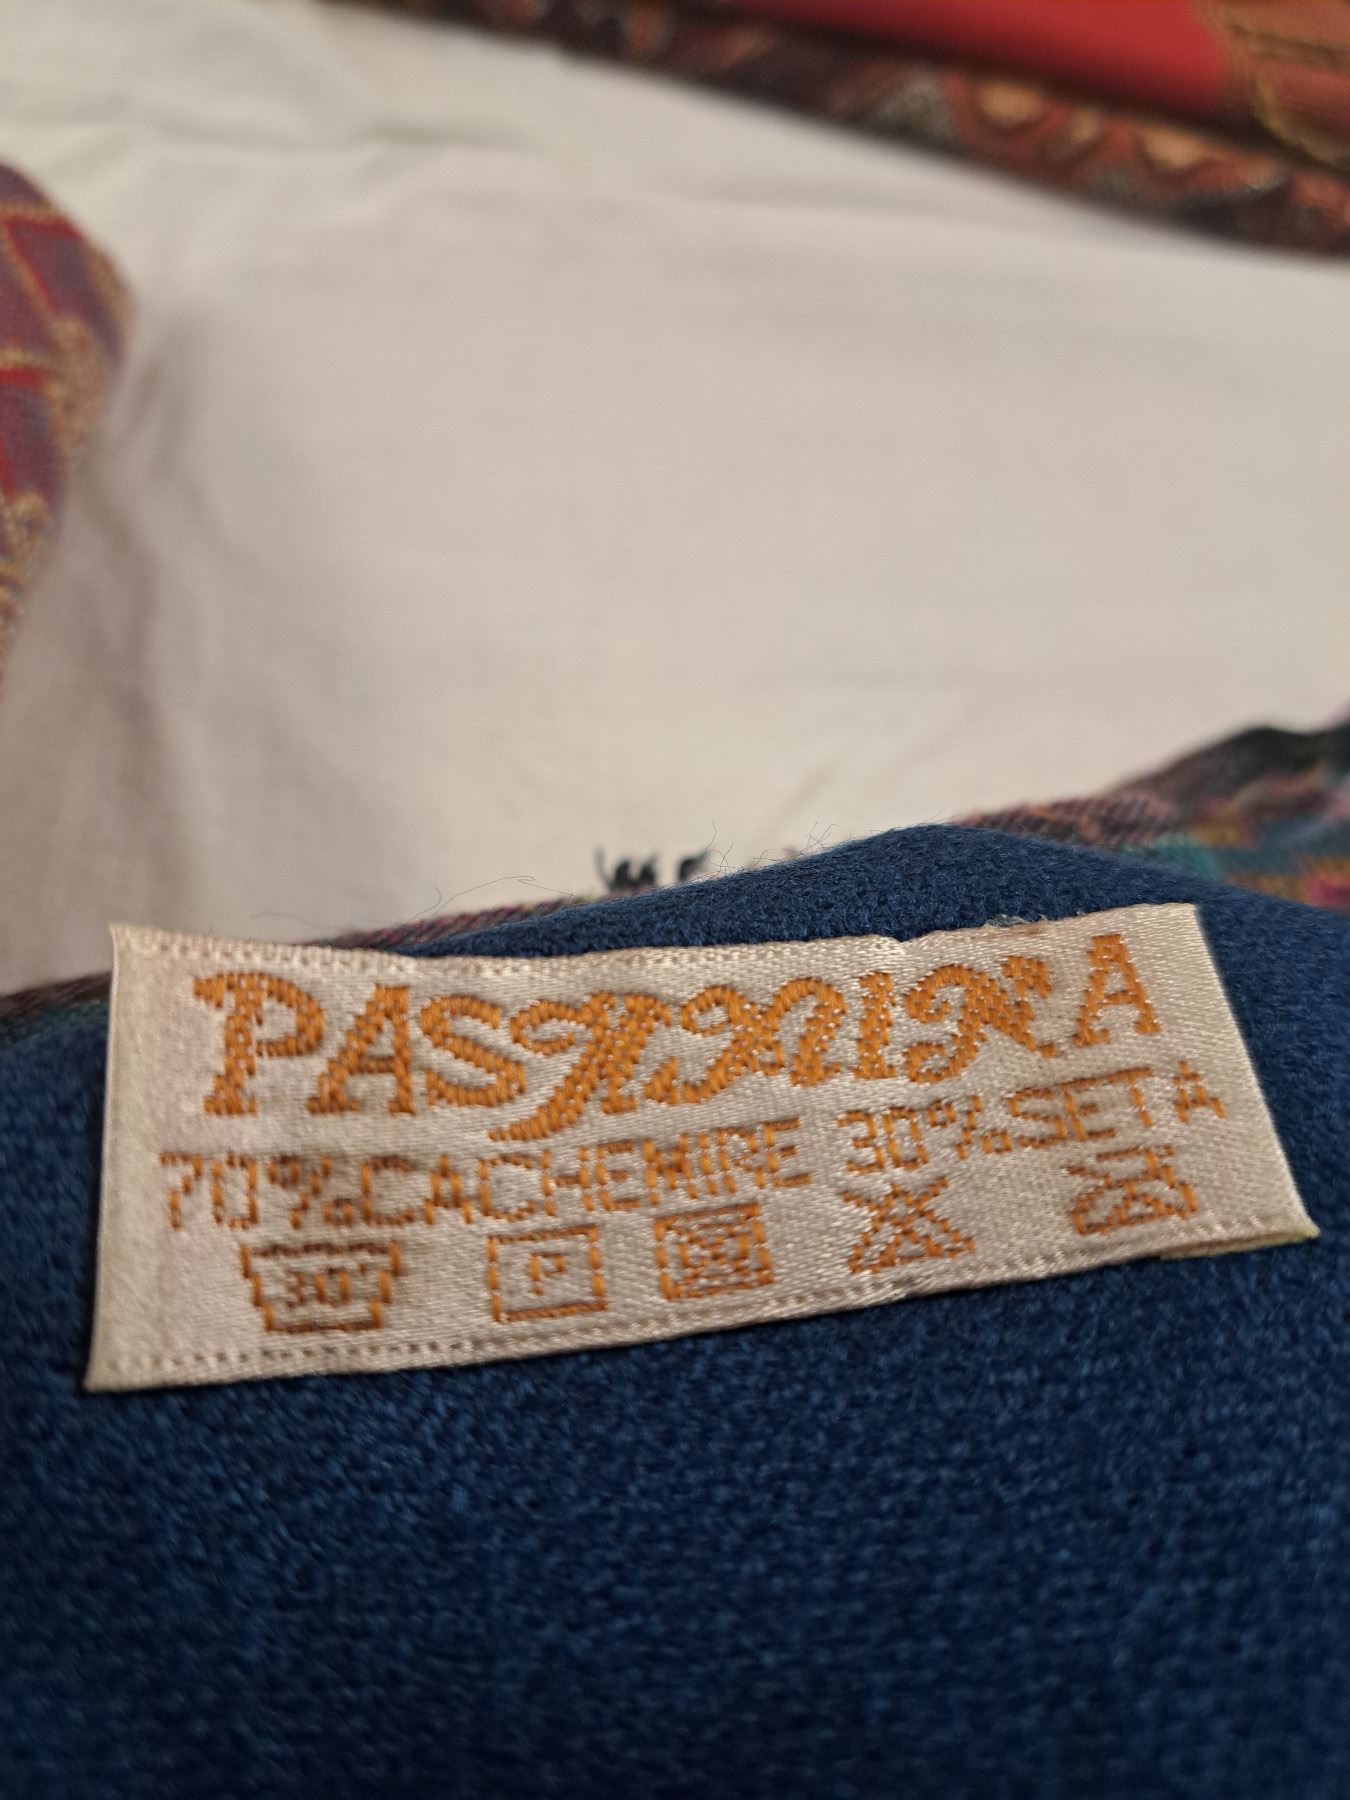 PASHMINA
70%CACHEMIRE 30%SETA
30°
P